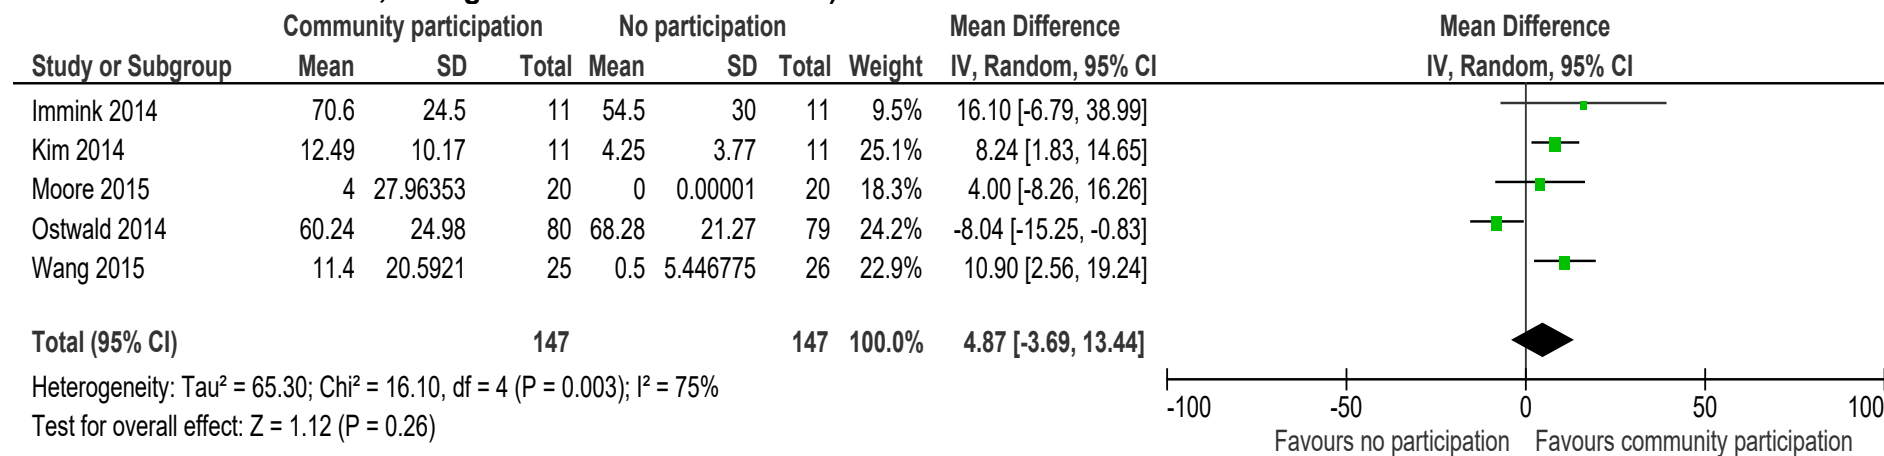 Community participation No participation Mean Difference Mean Difference
Study or Subgroup Mean SD Total Mean SD Total Weight IV, Random, 95% CI IV, Random, 95% CI
Immink 2014 70.6 24.5 11 54.5 30 11 9.5% 16.10 [-6.79, 38.99]
Kim 2014 12.49 10.17 11 4.25 3.77 11 25.1% 8.24 [1.83, 14.65]
Moore 2015 4 27.96353 20 0 0.00001 20 18.3% 4.00 [-8.26, 16.26]
Ostwald 2014 60.24 24.98 80 68.28 21.27 79 24.2% -8.04 [-15.25, -0.83]
Wang 2015 11.4 20.5921 25 0.5 5.446775 26 22.9% 10.90 [2.56, 19.24]
Total (95% CI) 147 147 100.0% 4.87 [-3.69, 13.44]
Heterogeneity: Tau² = 65.30; Chi² = 16.10, df = 4 (P = 0.003); I² = 75%
Test for overall effect: Z = 1.12 (P = 0.26)
-100 -50 0 50 100
Favours no participation Favours community participation